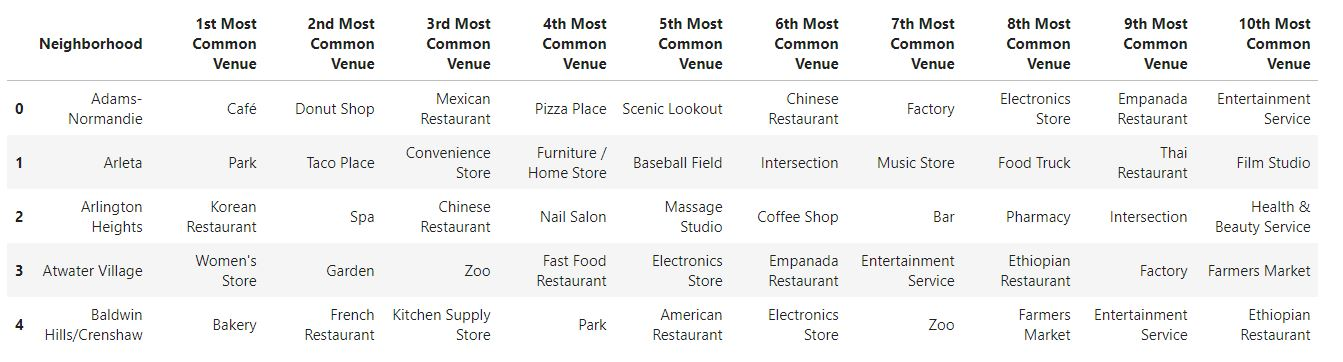 Neighborhood 1st Most Common Venue 2nd Most Common Venue 3rd Most Common Venue 4th Most Common Venue 5th Most Common Venue 6th Most Common Venue 7th Most Common Venue 8th Most Common Venue 9th Most Common Venue 10th Most Common Venue
0 Adams-Normandie Café Donut Shop Mexican Restaurant Pizza Place Scenic Lookout Chinese Restaurant Factory Electronics Store Empanada Restaurant Entertainment Service
1 Arleta Park Taco Place Convenience Store Furniture / Home Store Baseball Field Intersection Music Store Food Truck Thai Restaurant Film Studio
2 Arlington Heights Korean Restaurant Spa Chinese Restaurant Nail Salon Massage Studio Coffee Shop Bar Pharmacy Intersection Health & Beauty Service
3 Atwater Village Women's Store Garden Zoo Fast Food Restaurant Electronics Store Empanada Restaurant Entertainment Service Ethiopian Restaurant Factory Farmers Market
4 Baldwin Hills/Crenshaw Bakery French Restaurant Kitchen Supply Store Park American Restaurant Electronics Store Zoo Farmers Market Entertainment Service Ethiopian Restaurant